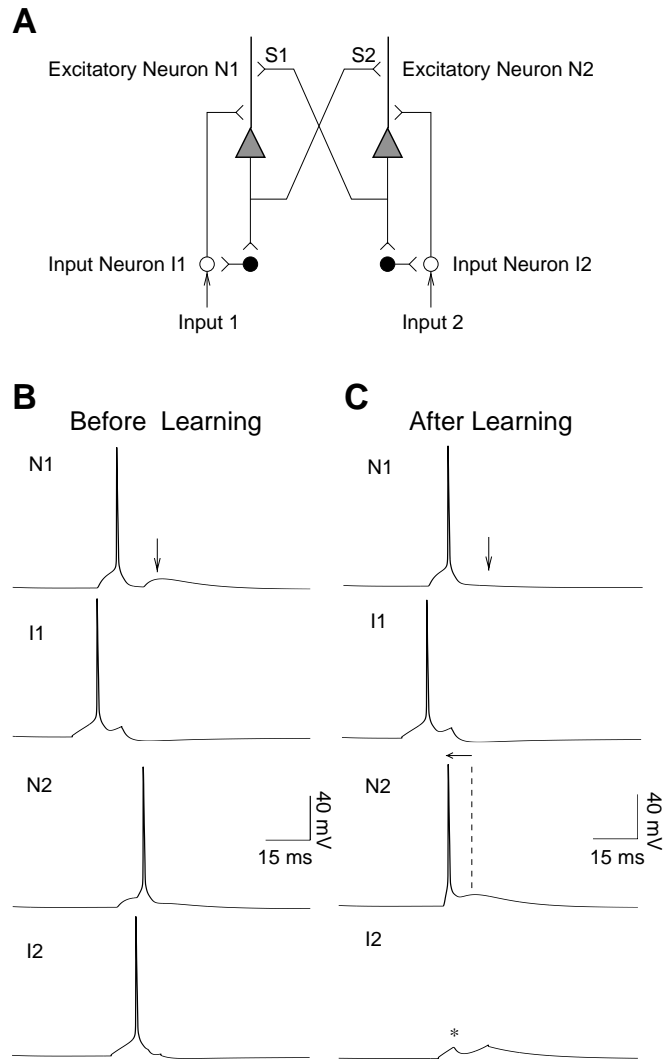 A
Excitatory Neuron N1
S1
S2
Excitatory Neuron N2
Input Neuron I1
Input Neuron I2
Input 1
Input 2
B
Before Learning
N1
I1
N2
40 mV
15 ms
I2
C
After Learning
N1
I1
N2
40 mV
15 ms
I2
*